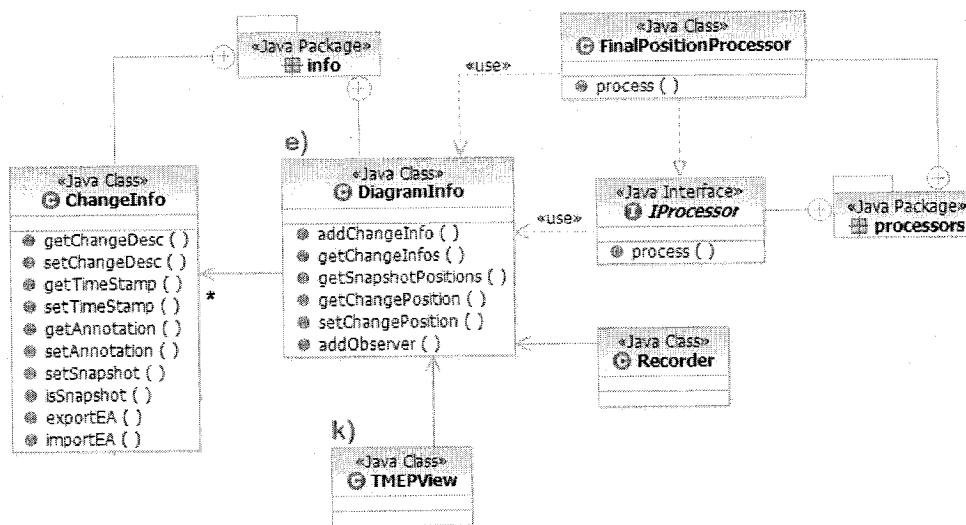 «Java Package»
info
«Java Class»
FinalPositionProcessor
process ( )
«use»
e)
«Java Class»
ChangeInfo
getChangeDesc ( )
setChangeDesc ( )
getTimeStamp ( )
setTimeStamp ( )
getAnnotation ( )
setAnnotation ( )
setSnapshot ( )
isSnapshot ( )
exportEA ( )
importEA ( )
*
«Java Class»
DiagramInfo
addChangeInfo ( )
getChangeInfos ( )
getSnapshotPositions ( )
getChangePosition ( )
setChangePosition ( )
addObserver ( )
«use»
«Java Interface»
IProcessor
process ( )
«Java Package»
processors
«Java Class»
Recorder
k)
«Java Class»
TMEPView